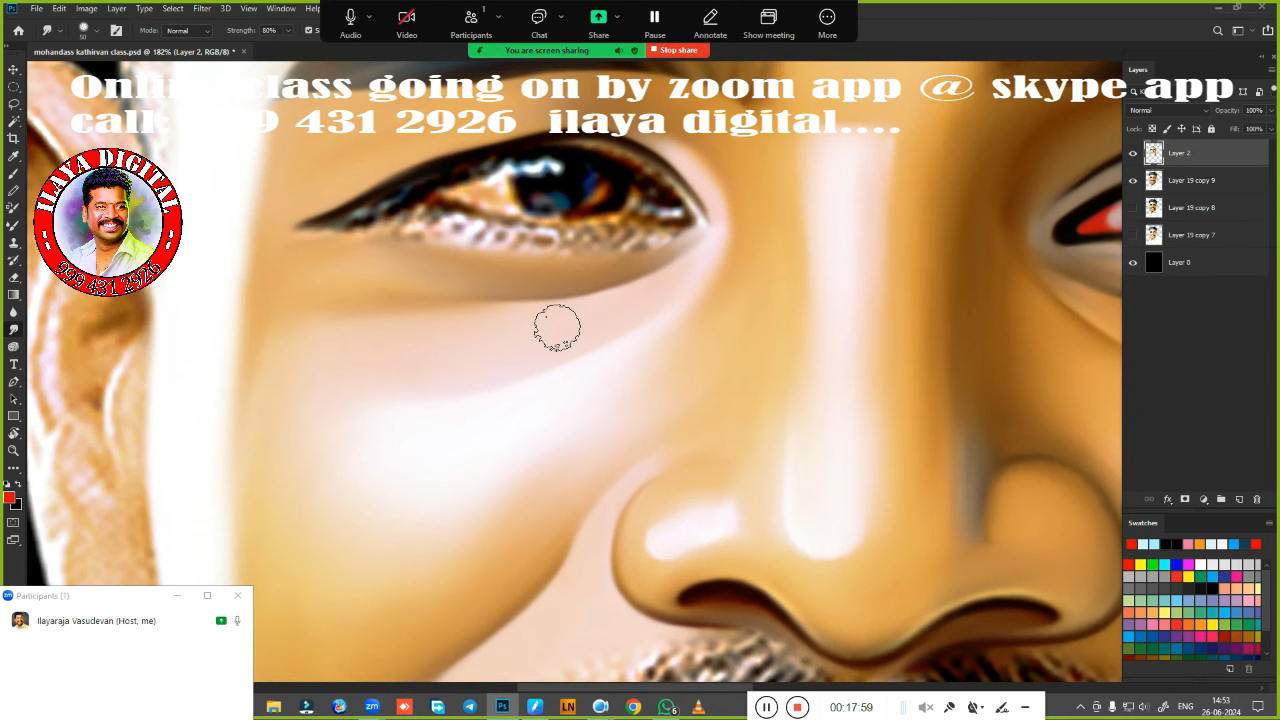 File Edit Image Layer Type Select Filter 3D View Window Help
Audio Video Participants 1 Chat Share Pause Annotate Show meeting More
Mode: Normal Strength: 80%
You are screen sharing Stop share
mohandass kathirvan class.psd @ 182% (Layer 2, RGB/8) *
Online class going on by zoom app @ skype app
431 2926 ilaya digital....
ILAYA DIGITAL
999 431 2926
Layers
Normal Opacity: 100%
Lock: Fill: 100%
Layer 2
Layer 19 copy 9
Layer 19 copy 8
Layer 19 copy 7
Layer 0
Swatches
Participants (1)
Ilayaraja Vasudevan (Host, me)
00:17:59
ENG
14:53
26-06-2024